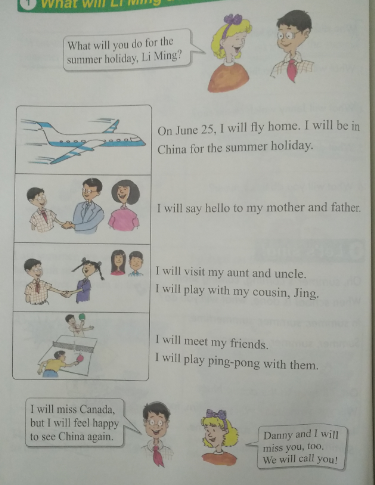 1 What will Li Ming
What will you do for the
summer holiday, Li Ming?
On June 25, I will fly home. I will be in
China for the summer holiday.
I will say hello to my mother and father.
I will visit my aunt and uncle.
I will play with my cousin, Jing.
I will meet my friends.
I will play ping-pong with them.
I will miss Canada,
but I will feel happy
to see China again.
Danny and I will
miss you, too.
We will call you!